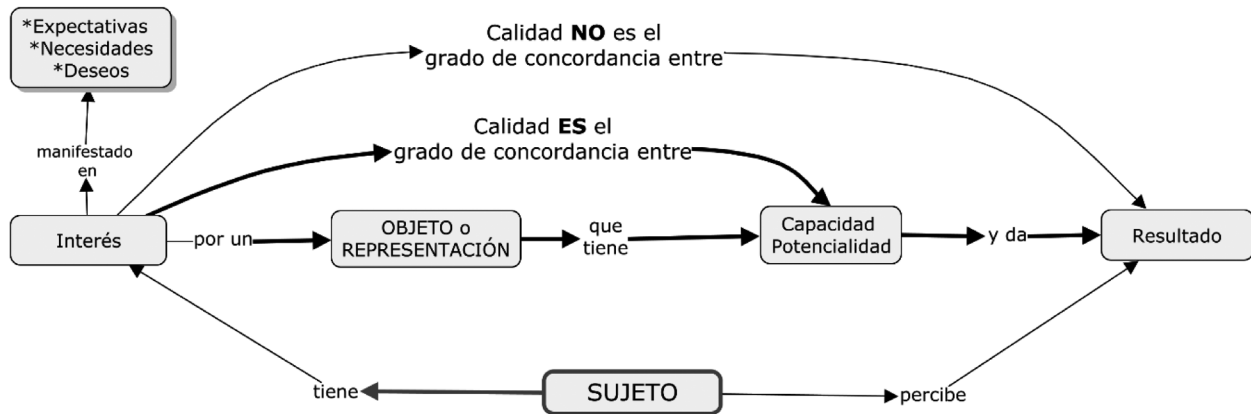 *Expectativas
*Necesidades
*Deseos
manifestado
en
Calidad NO es el
grado de concordancia entre
Calidad ES el
grado de concordancia entre
Interés
por un
OBJETO o
REPRESENTACIÓN
que
tiene
Capacidad
Potencialidad
y da
Resultado
tiene
SUJETO
percibe